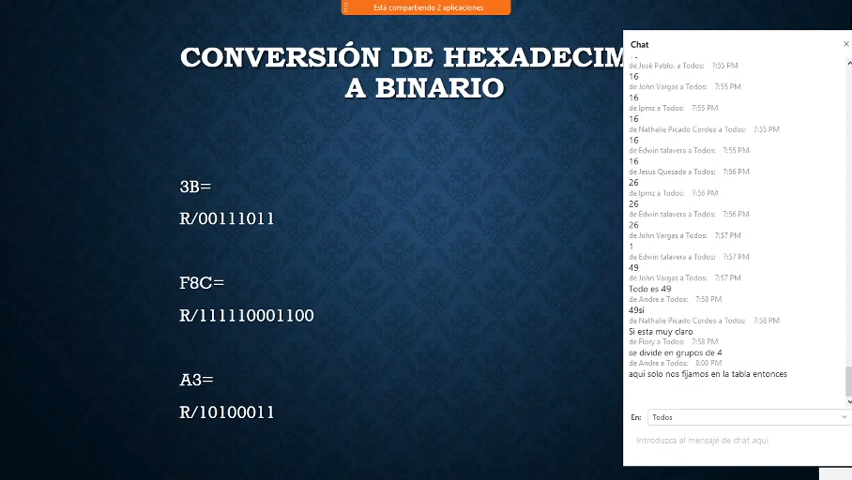 Está compartiendo 2 aplicaciones
CONVERSIÓN DE HEXADECIM
A BINARIO
3B=
R/00111011
F8C=
R/111110001100
A3=
R/10100011
Chat
de José Pablo. a Todos: 7:55 PM
16
de John Vargas a Todos: 7:55 PM
16
de lpmz a Todos: 7:55 PM
16
de Nathalie Picado Cordeo a Todos: 7:55 PM
16
de Edwin talavera a Todos: 7:55 PM
16
de Jesus Quesada a Todos: 7:56 PM
26
de lpmz a Todos: 7:56 PM
26
de Edwin talavera a Todos: 7:56 PM
26
de John Vargas a Todos: 7:57 PM
1
de Edwin talavera a Todos: 7:57 PM
49
de John Vargas a Todos: 7:57 PM
Todo es 49
de Andre a Todos: 7:58 PM
49si
de Nathalie Picado Cordeo a Todos: 7:58 PM
Si esta muy claro
de Flory a Todos: 7:58 PM
se divide en grupos de 4
de Andre a Todos: 8:00 PM
aqui solo nos fijamos en la tabla entonces
En: Todos
Introduzca el mensaje de chat aquí